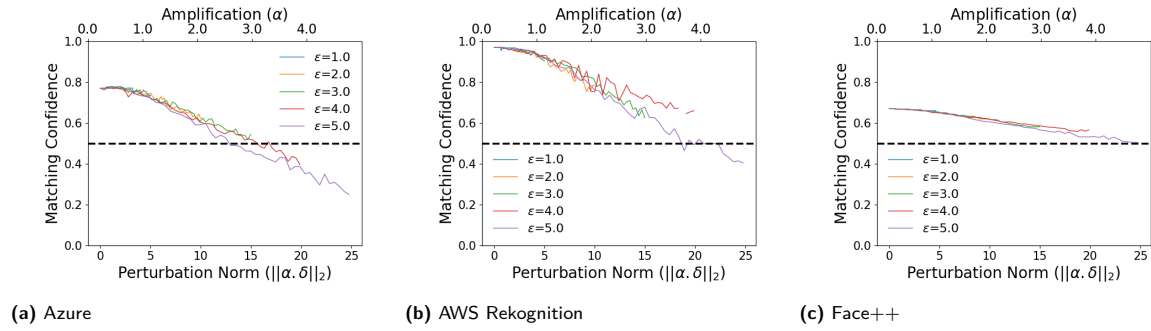 Amplification (α)
0.0 1.0 2.0 3.0 4.0
1.0
0.8
0.6
0.4
0.2
0.0
Matching Confidence
ε=1.0
ε=2.0
ε=3.0
ε=4.0
ε=5.0
0 5 10 15 20 25
Perturbation Norm (||α.δ||₂)
(a) Azure
Amplification (α)
0.0 1.0 2.0 3.0 4.0
1.0
0.8
0.6
0.4
0.2
0.0
Matching Confidence
ε=1.0
ε=2.0
ε=3.0
ε=4.0
ε=5.0
0 5 10 15 20 25
Perturbation Norm (||α.δ||₂)
(b) AWS Rekognition
Amplification (α)
0.0 1.0 2.0 3.0 4.0
1.0
0.8
0.6
0.4
0.2
0.0
Matching Confidence
ε=1.0
ε=2.0
ε=3.0
ε=4.0
ε=5.0
0 5 10 15 20 25
Perturbation Norm (||α.δ||₂)
(c) Face++